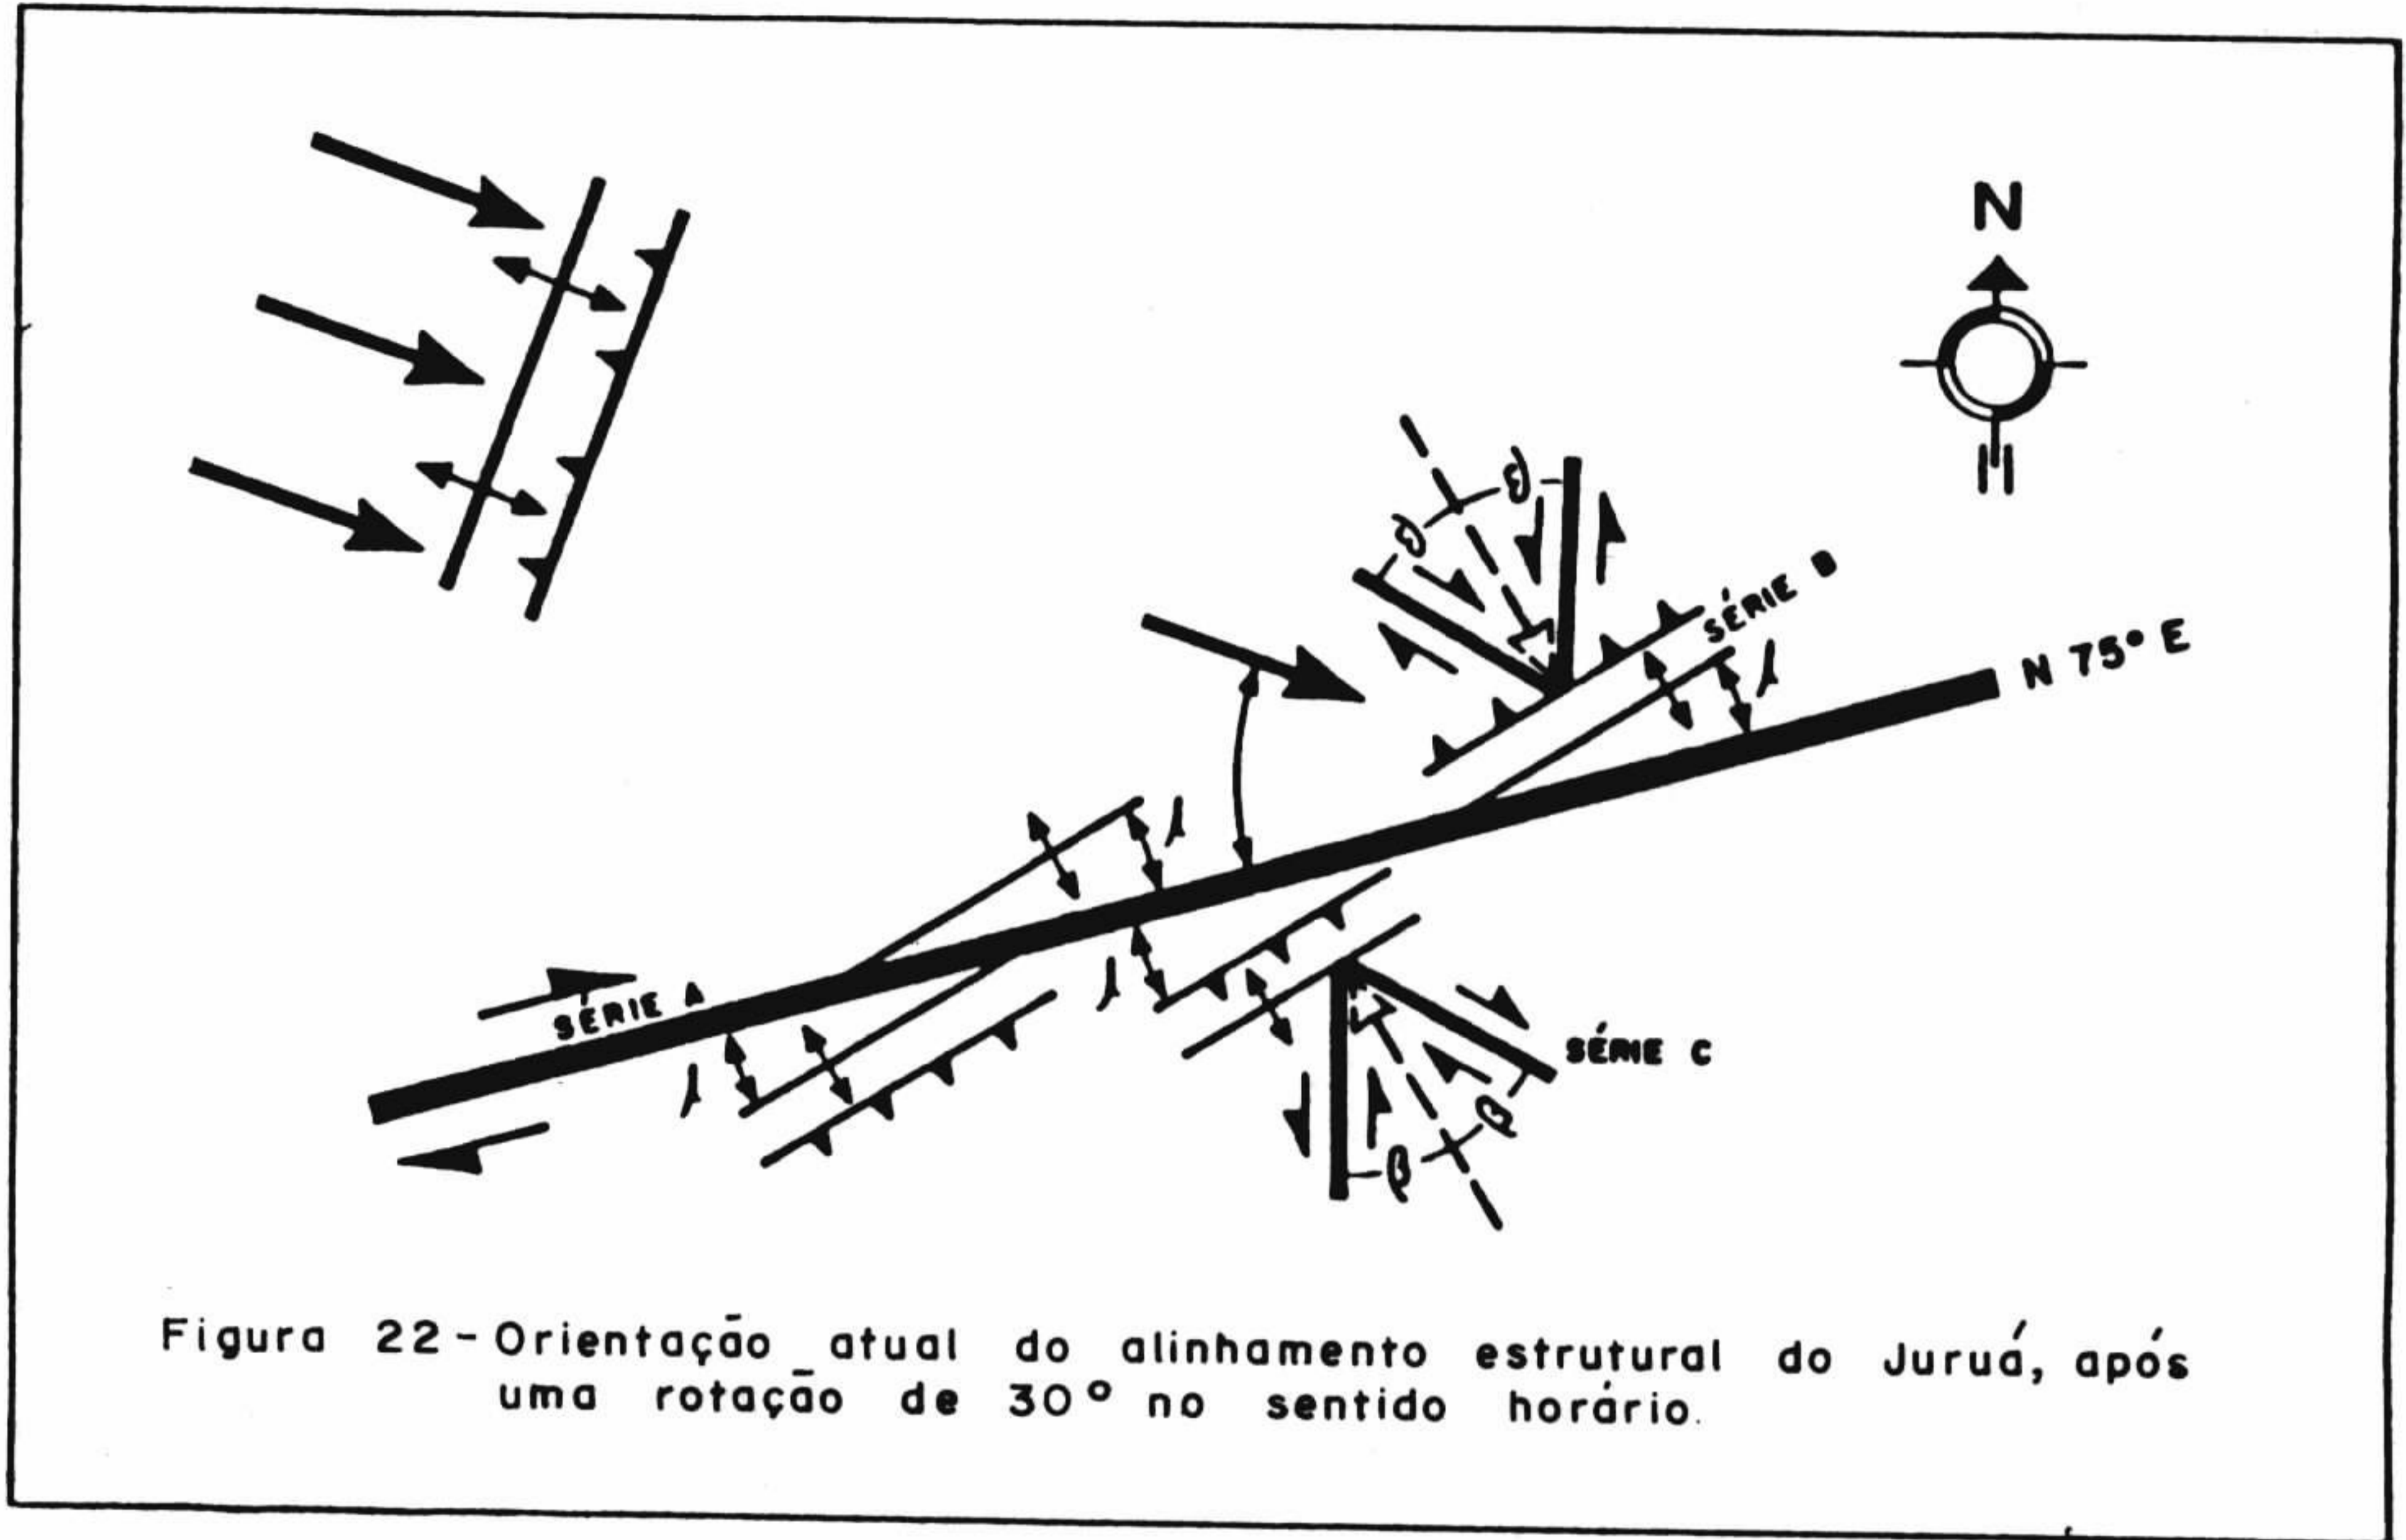 N
β
β
SÉRIE B
N 75° E
SÉRIE A
SÉRIE C
β
β
Figura 22-Orientação atual do alinhamento estrutural do Juruá, após
uma rotação de 30° no sentido horário.